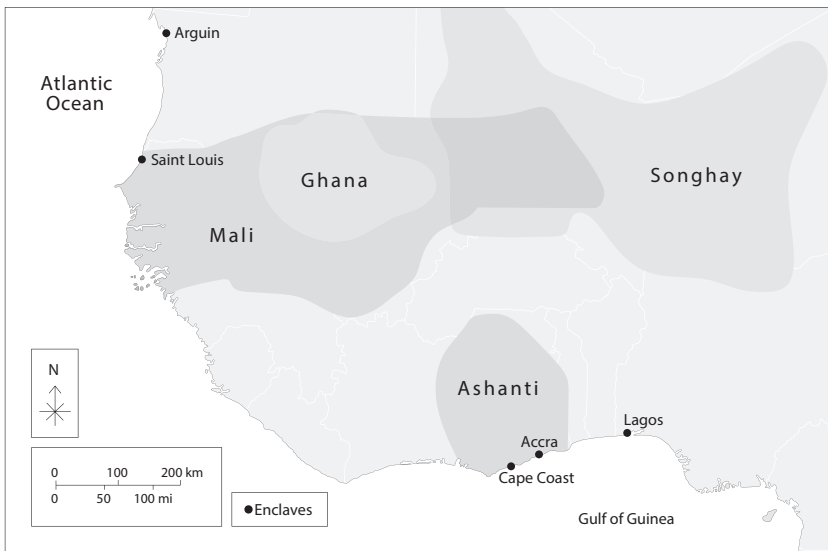 Arguin
Atlantic
Ocean
Saint Louis
Ghana
Songhay
Mali
N
Ashanti
Lagos
Accra
Cape Coast
0 100 200 km
0 50 100 mi
Enclaves
Gulf of Guinea